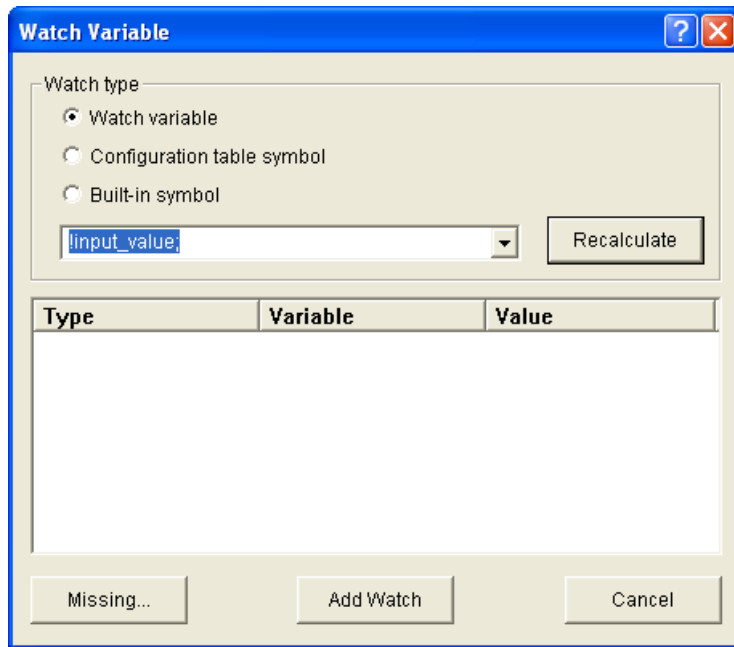 Watch Variable
Watch type
Watch variable
Configuration table symbol
Built-in symbol
!input_value;
Recalculate
Type Variable Value
Missing... Add Watch Cancel